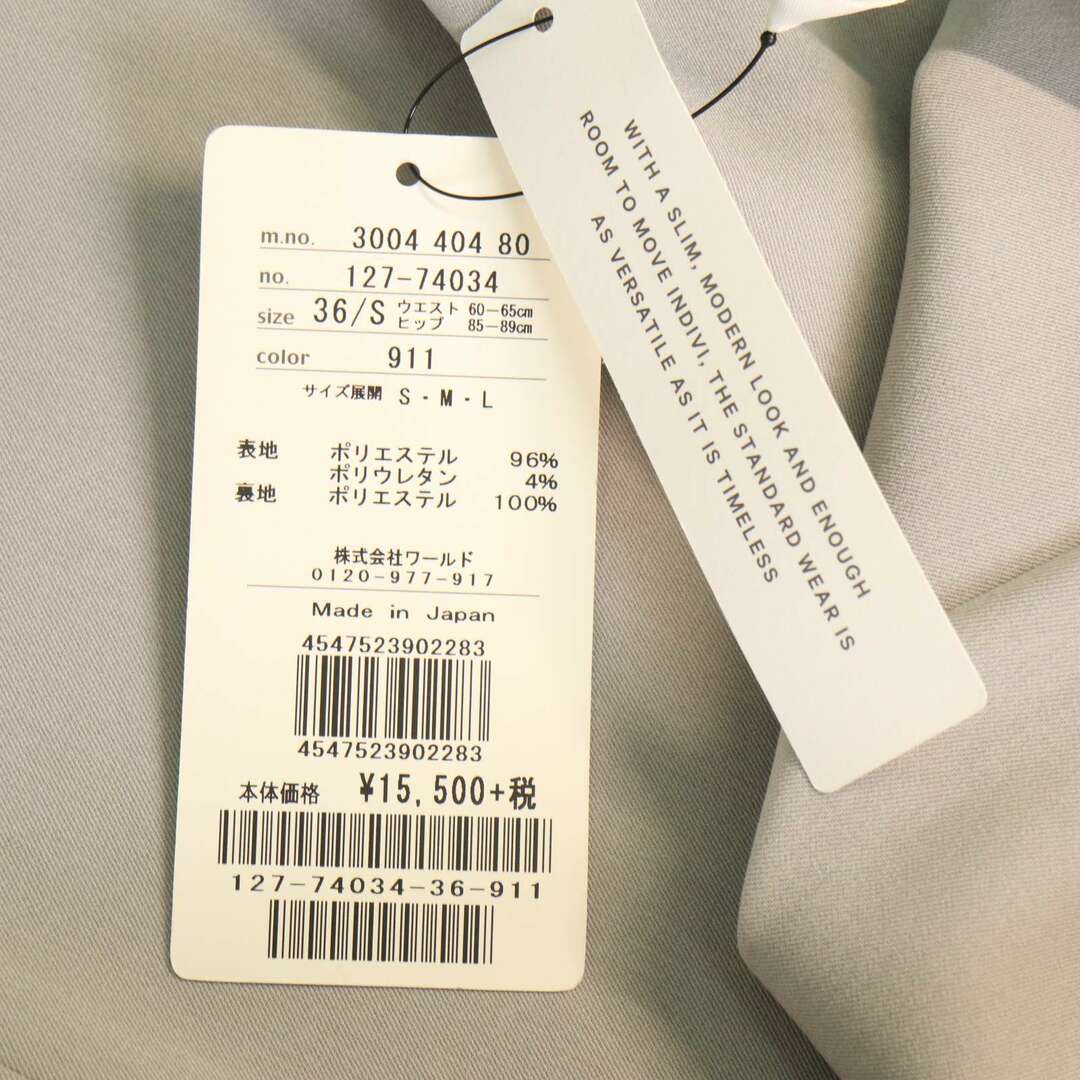 m.no. 3004 404 80
no. 127-74034
size 36/S ウエスト 60-65cm
ヒップ 85-89cm
color 911
サイズ展開 S・M・L
表地 ポリエステル 96%
ポリウレタン 4%
裏地 ポリエステル 100%
株式会社ワールド
0120-977-917
Made in Japan
4547523902283
4547523902283
本体価格 ¥15,500+税
127-74034-36-911
WITH A SLIM, MODERN LOOK AND ENOUGH
ROOM TO MOVE INDIVI, THE STANDARD WEAR IS
AS VERSATILE AS IT IS TIMELESS